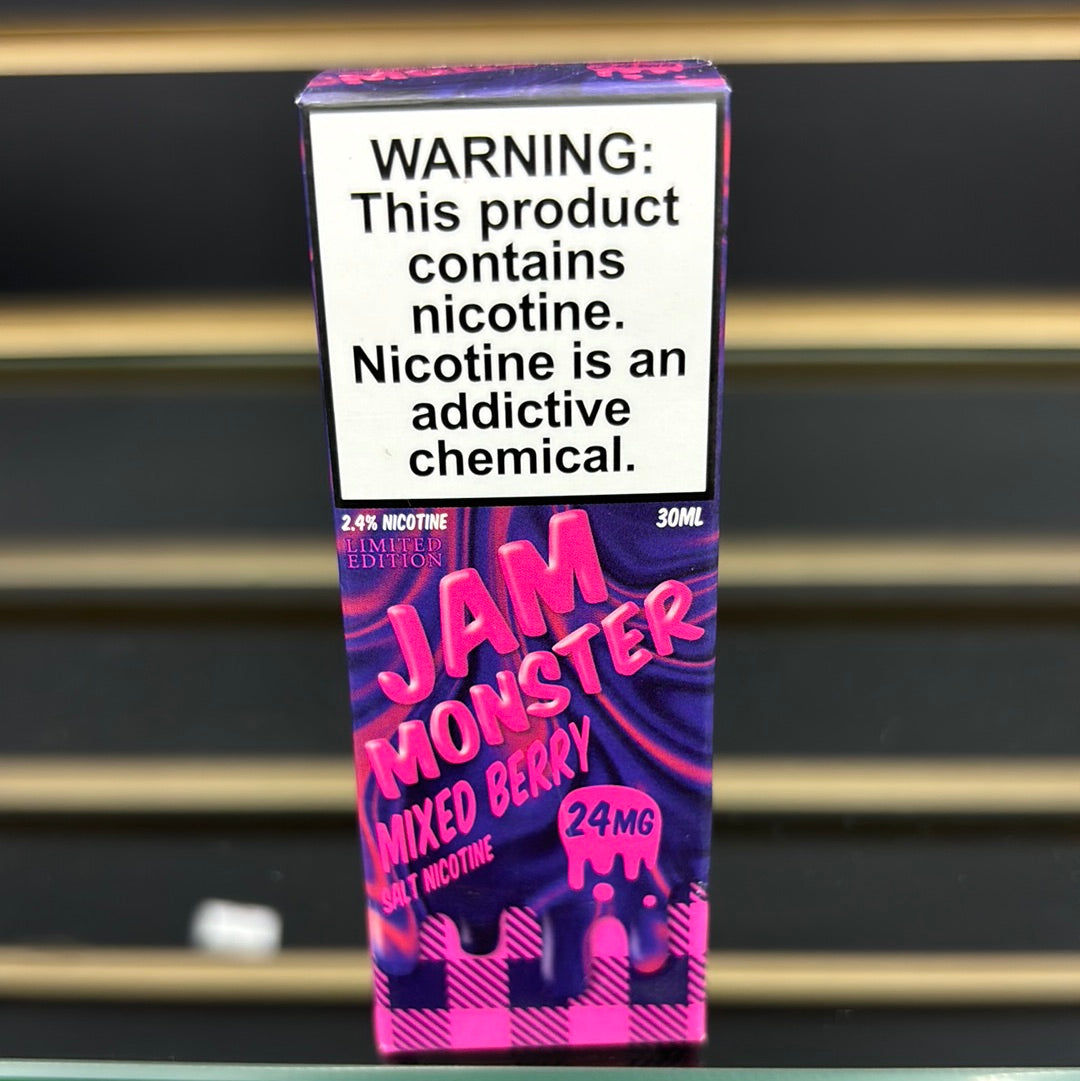 WARNING:
This product
contains
nicotine.
Nicotine is an
addictive
chemical.
2.4% NICOTINE
30ML
LIMITED
EDITION
JAM
MONSTER
MIXED BERRY
24MG
SALT NICOTINE